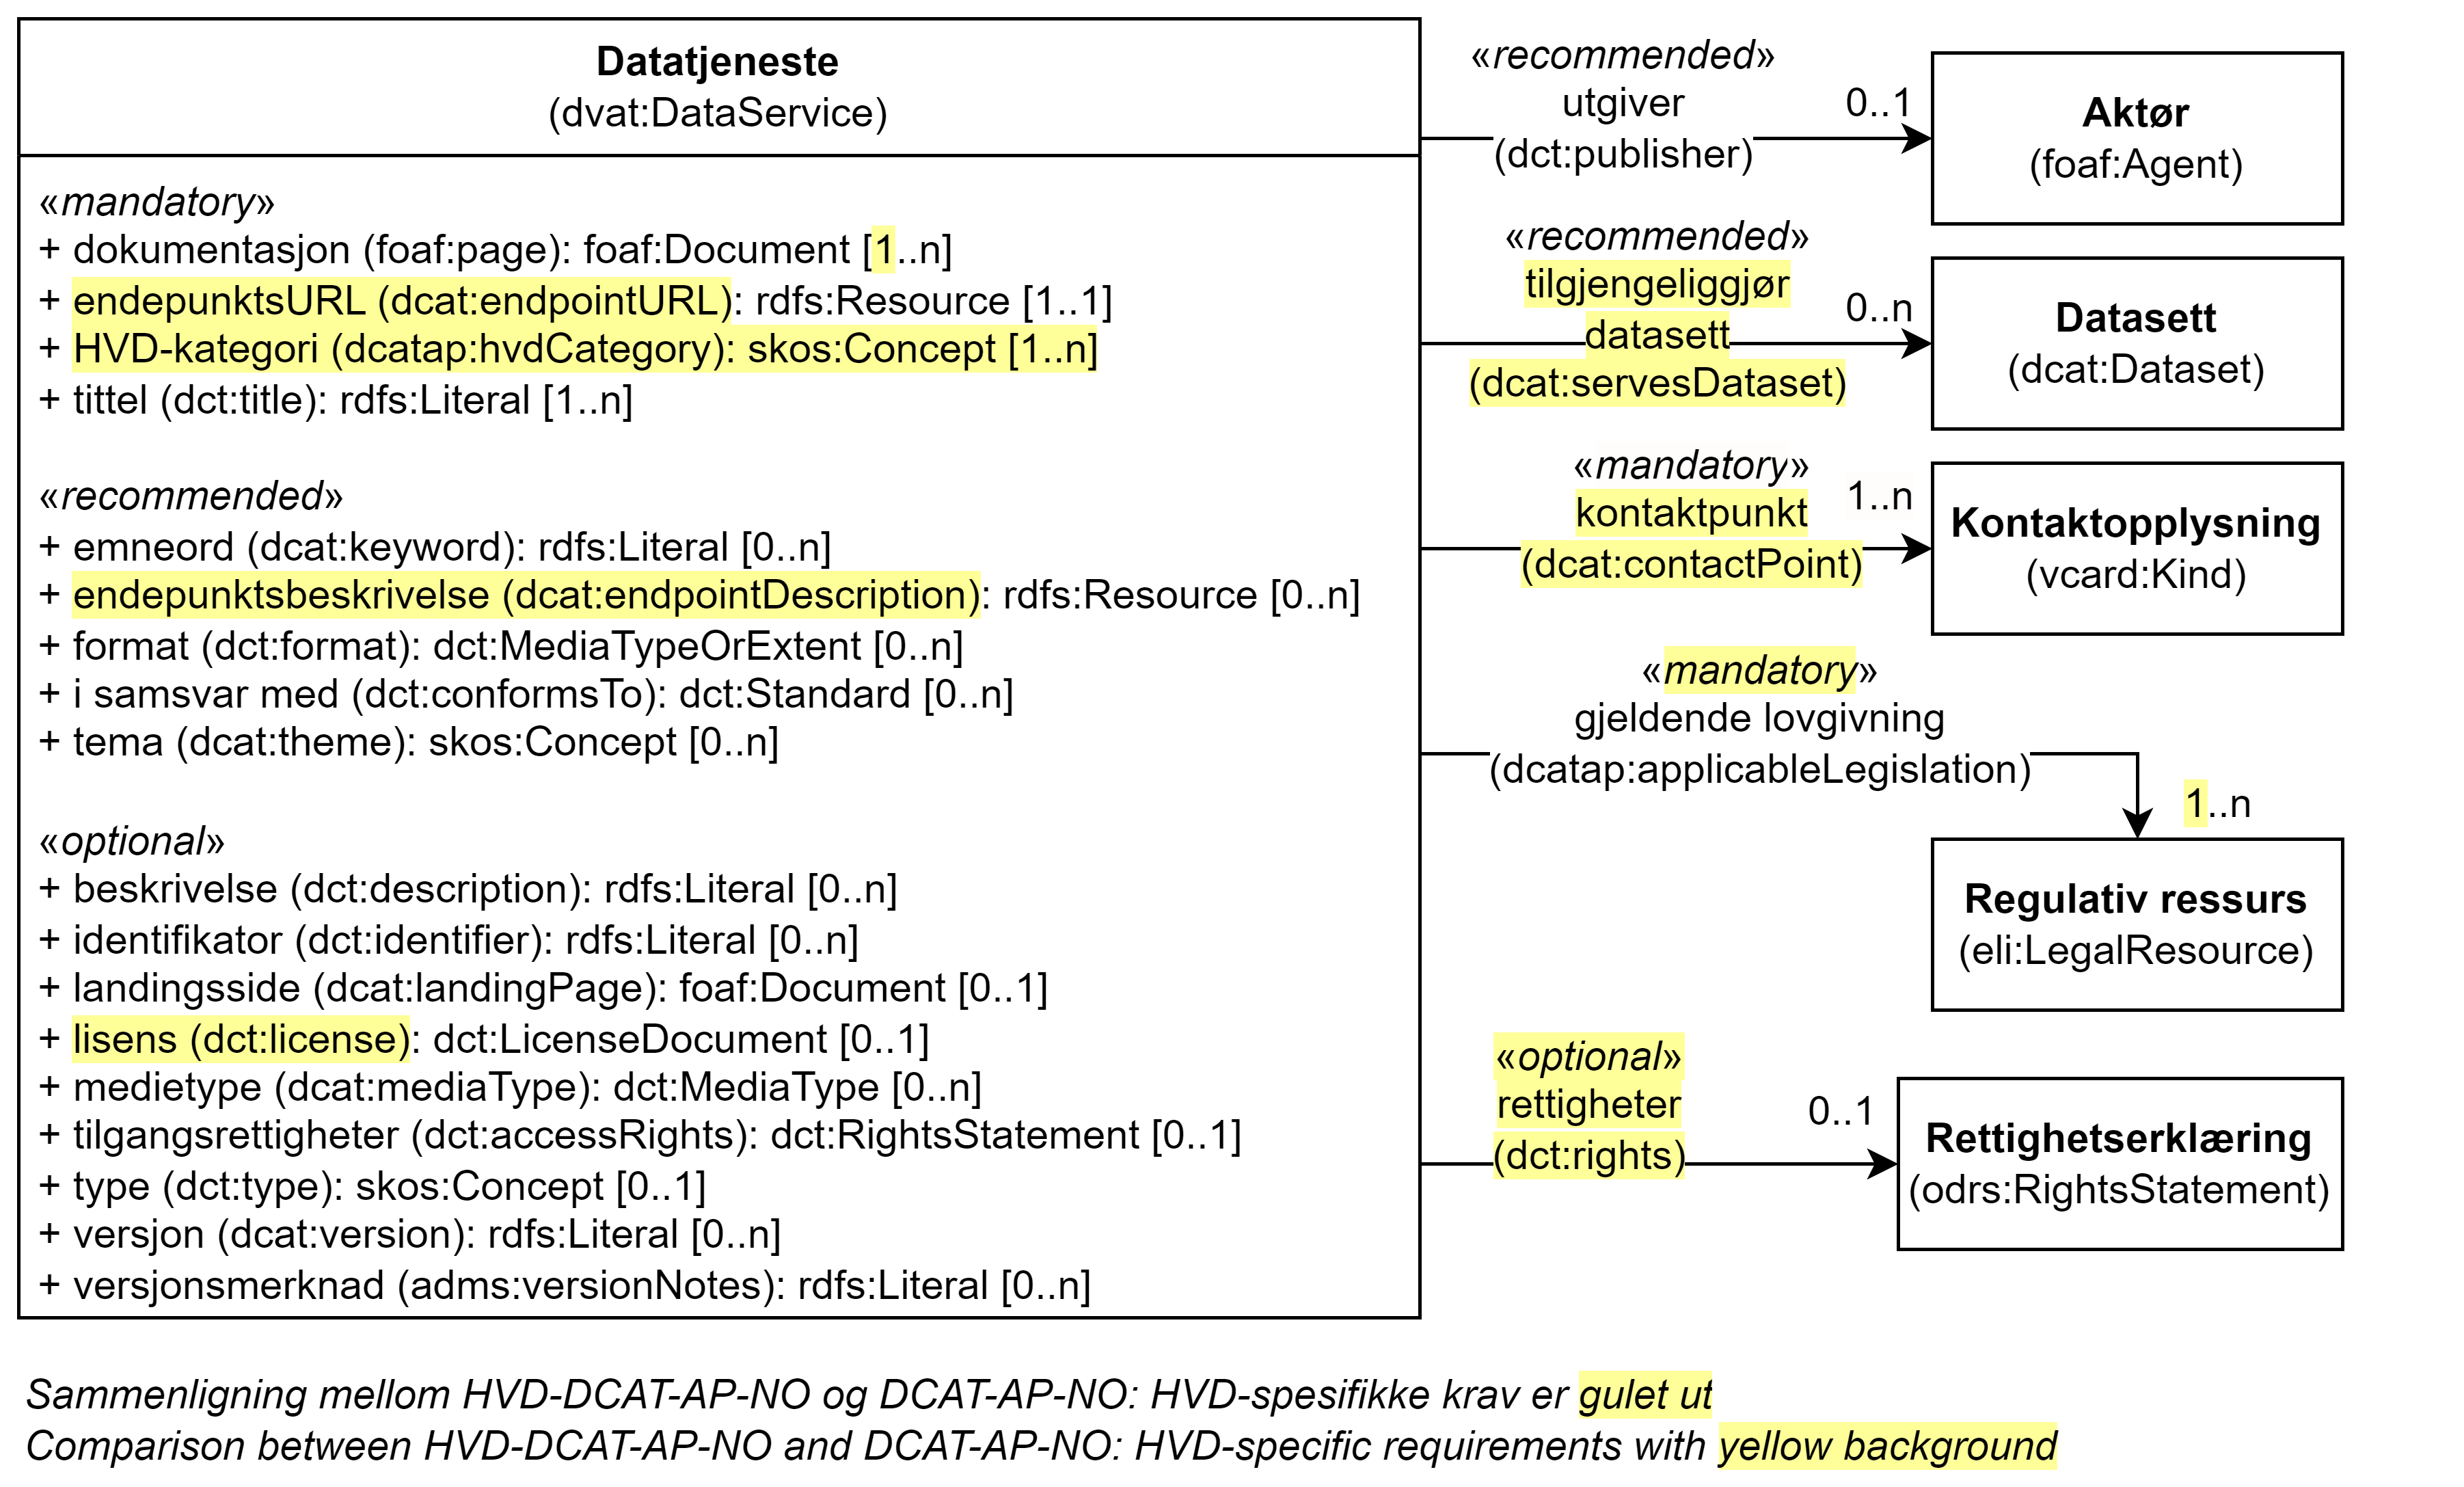 Datatjeneste
(dvat:DataService)
«mandatory»
+ dokumentasjon (foaf:page): foaf:Document [1..n]
+ endepunktsURL (dcat:endpointURL): rdfs:Resource [1..1]
+ HVD-kategori (dcatap:hvdCategory): skos:Concept [1..n]
+ tittel (dct:title): rdfs:Literal [1..n]
«recommended»
+ emneord (dcat:keyword): rdfs:Literal [0..n]
+ endepunktsbeskrivelse (dcat:endpointDescription): rdfs:Resource [0..n]
+ format (dct:format): dct:MediaTypeOrExtent [0..n]
+ i samsvar med (dct:conformsTo): dct:Standard [0..n]
+ tema (dcat:theme): skos:Concept [0..n]
«optional»
+ beskrivelse (dct:description): rdfs:Literal [0..n]
+ identifikator (dct:identifier): rdfs:Literal [0..n]
+ landingsside (dcat:landingPage): foaf:Document [0..1]
+ lisens (dct:license): dct:LicenseDocument [0..1]
+ medietype (dcat:mediaType): dct:MediaType [0..n]
+ tilgangsrettigheter (dct:accessRights): dct:RightsStatement [0..1]
+ type (dct:type): skos:Concept [0..1]
+ versjon (dcat:version): rdfs:Literal [0..n]
+ versjonsmerknad (adms:versionNotes): rdfs:Literal [0..n]
«recommended»
utgiver
(dct:publisher)
0..1
Aktør
(foaf:Agent)
«recommended»
tilgjengeliggjør
datasett
(dcat:servesDataset)
0..n
Datasett
(dcat:Dataset)
«mandatory»
kontaktpunkt
(dcat:contactPoint)
1..n
Kontaktopplysning
(vcard:Kind)
«mandatory»
gjeldende lovgivning
(dcatap:applicableLegislation)
1..n
Regulativ ressurs
(eli:LegalResource)
«optional»
rettigheter
(dct:rights)
0..1
Rettighetserklæring
(odrs:RightsStatement)
Sammenligning mellom HVD-DCAT-AP-NO og DCAT-AP-NO: HVD-spesifikke krav er gulet ut
Comparison between HVD-DCAT-AP-NO and DCAT-AP-NO: HVD-specific requirements with yellow background